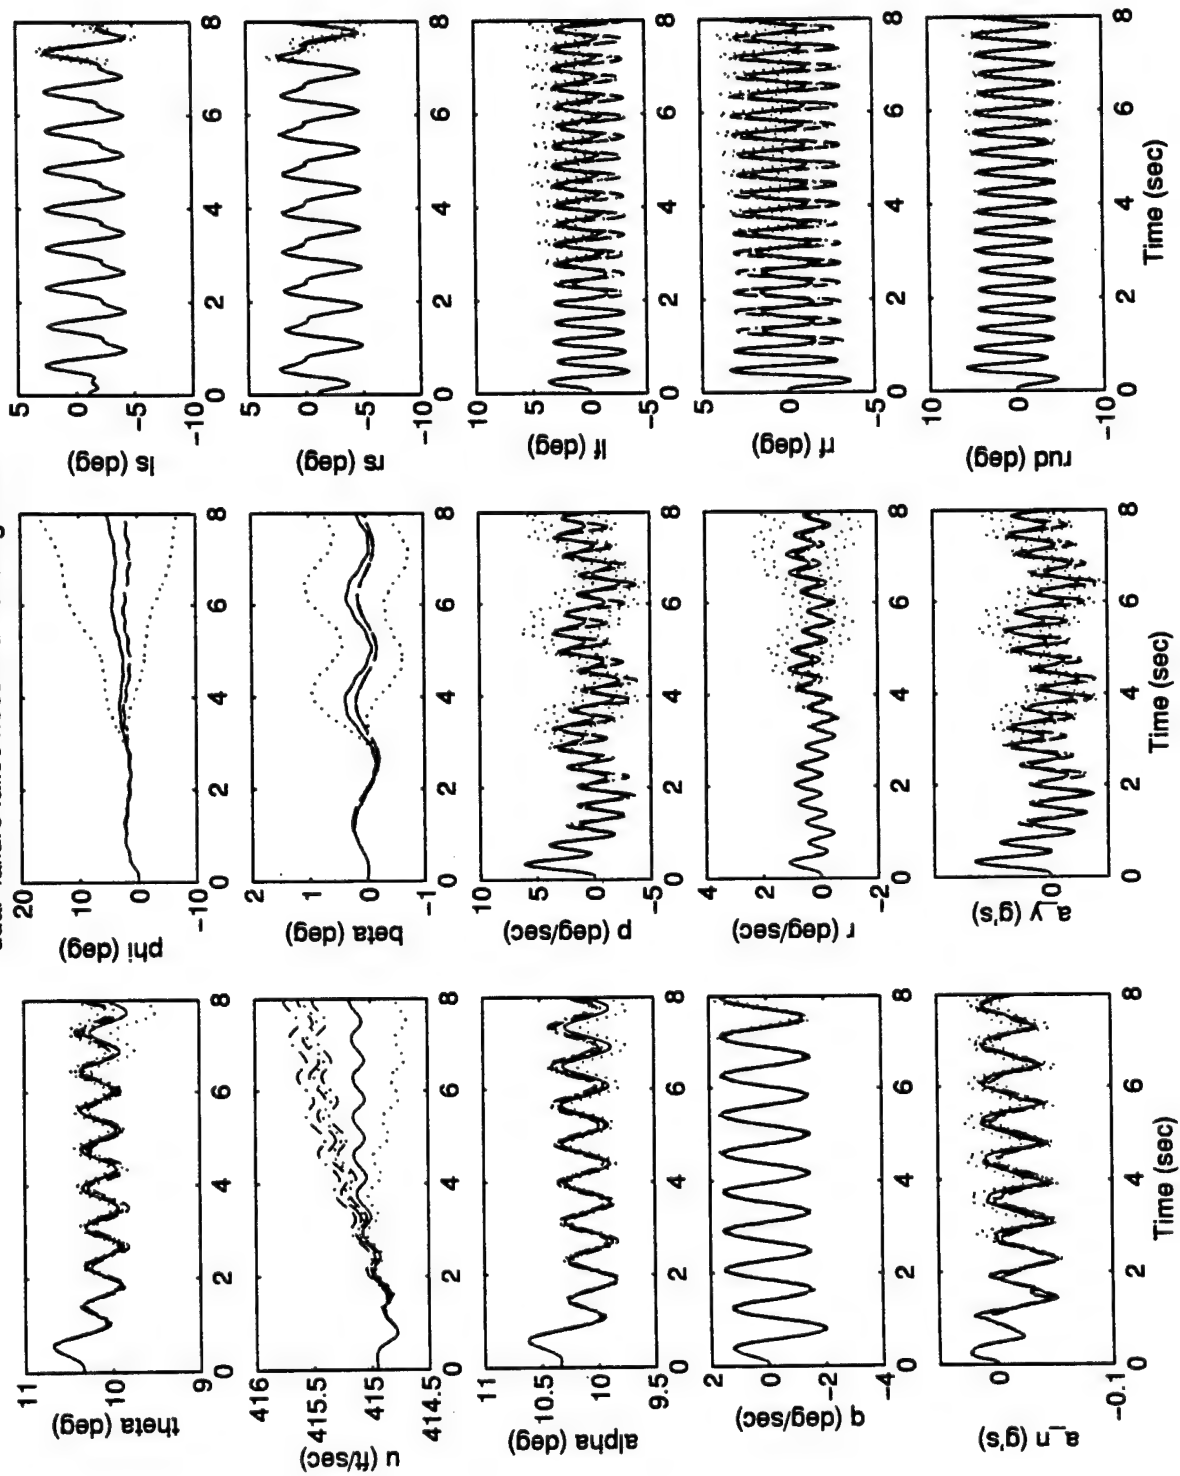 theta (deg)
11
10
9
0 2 4 6 8
u (ft/sec)
416
415.5
415
414.5
0 2 4 6 8
alpha (deg)
11
10.5
10
9.5
0 2 4 6 8
q (deg/sec)
2
0
-2
-4
0 2 4 6 8
a_n (g's)
0
-0.1
0 2 4 6 8
Time (sec)
phi (deg)
20
10
0
-10
0 2 4 6 8
beta (deg)
2
1
0
-1
0 2 4 6 8
p (deg/sec)
10
5
0
-5
0 2 4 6 8
r (deg/sec)
4
2
0
-2
0 2 4 6 8
a_y (g's)
0
0 2 4 6 8
Time (sec)
ls (deg)
5
0
-5
-10
0 2 4 6 8
rs (deg)
5
0
-5
-10
0 2 4 6 8
lf (deg)
10
5
0
-5
0 2 4 6 8
rf (deg)
5
0
-5
0 2 4 6 8
rud (deg)
10
0
-10
0 2 4 6 8
Time (sec)